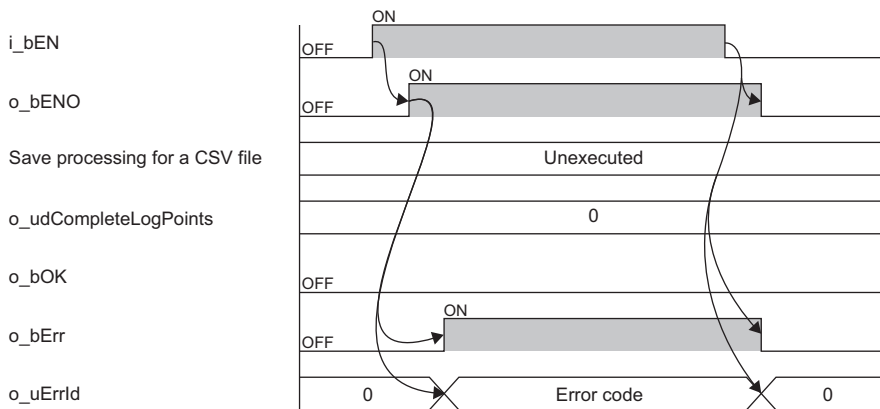 ON
i_bEN
OFF
ON
o_bENO
OFF
Save processing for a CSV file
Unexecuted
o_udCompleteLogPoints
0
o_bOK
OFF
ON
o_bErr
OFF
o_uErrId
0
Error code
0